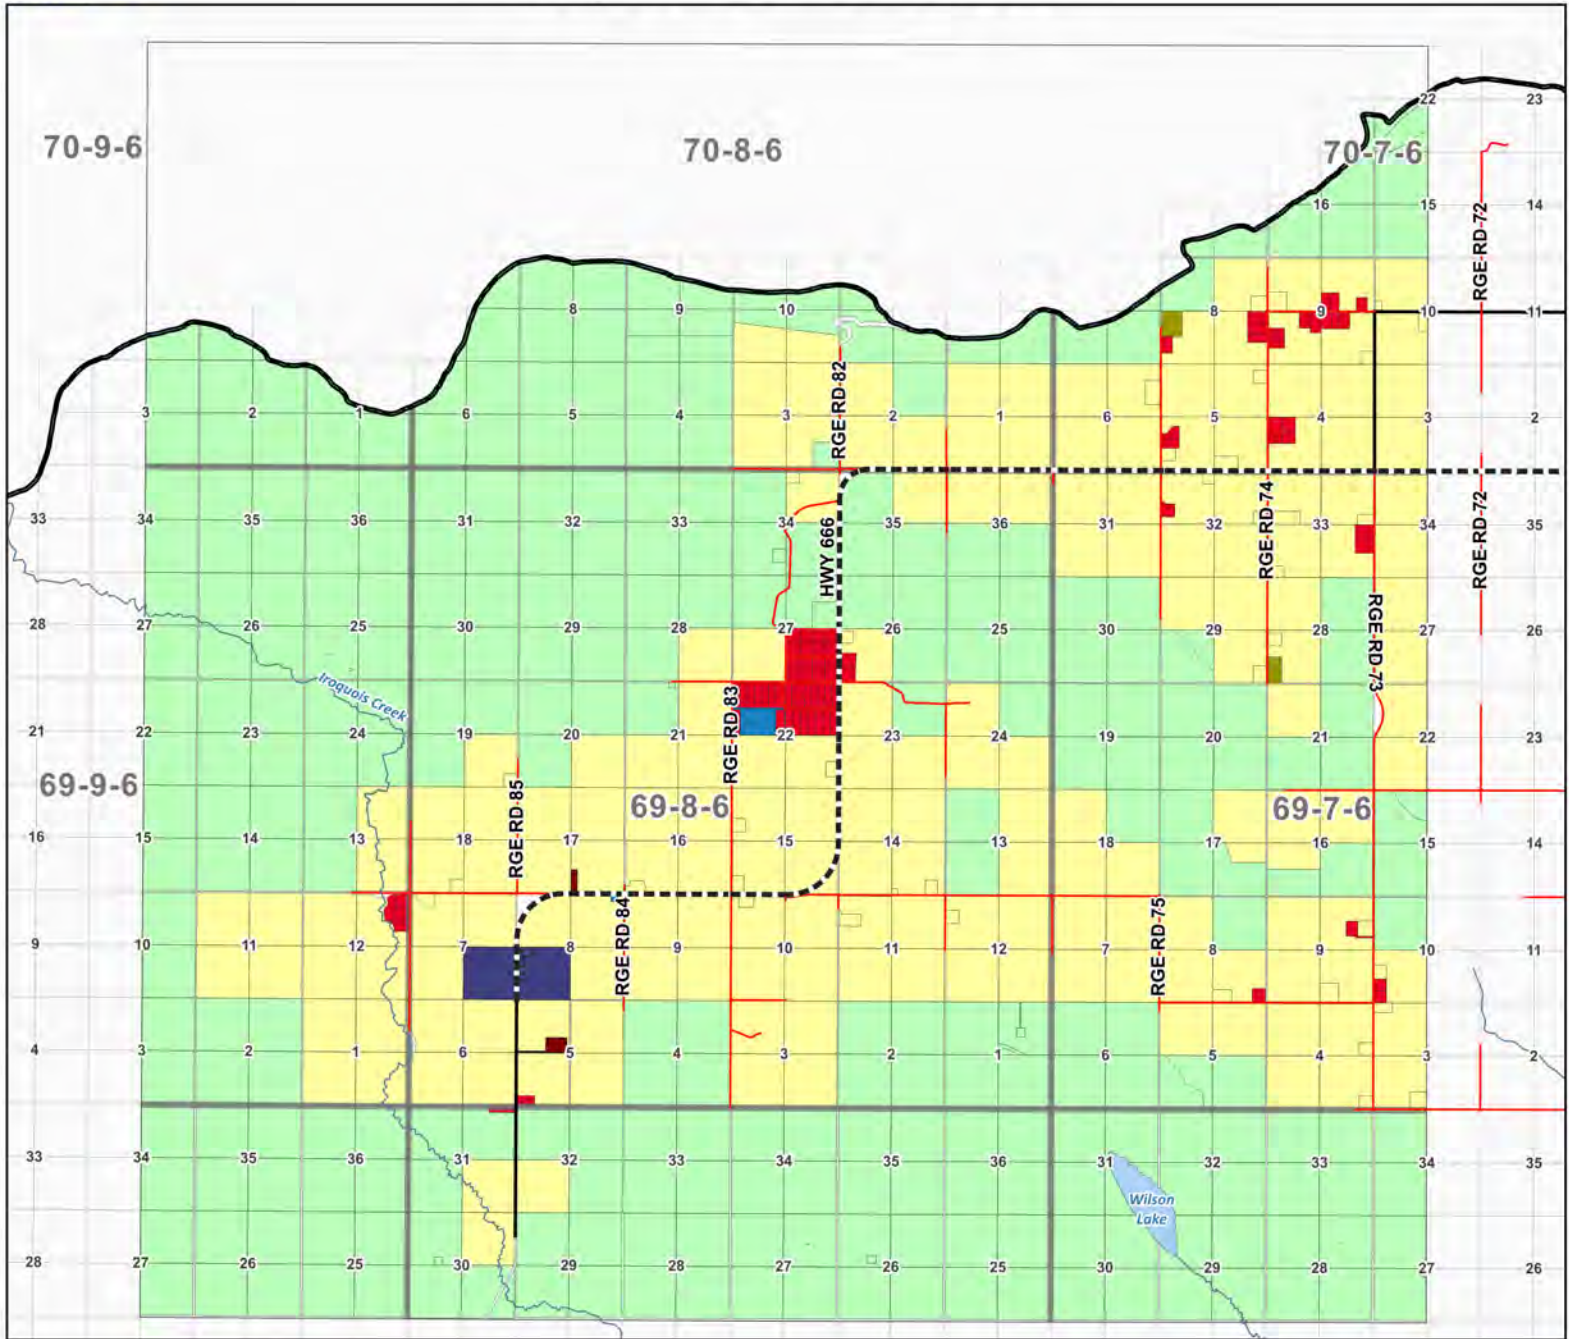 22 23
70-9-6 70-8-6 70-7-6
16 15 14
RGE-RD-72
8 9 10 8 9 10 11
RGE-RD-82
3 2 1 6 5 4 3 2 1 6 5 4 3 2
33 34 35 31 32 33 34 35 36 31 32 33 34 35
HWY 666
RGE-RD-74
RGE-RD-72
28 27 26 25 30 29 28 27 26 25 30 29 28 27 26
RGE-RD-73
Iroquois Creek
21 22 23 24 19 20 21 22 23 24 19 20 21 22 23
RGE-RD 83
69-9-6 69-8-6 69-7-6
RGE-RD-85
16 15 14 13 18 17 16 15 14 13 18 17 16 15 14
RGE-RD-84
RGE-RD-75
9 10 11 12 7 8 9 10 11 12 7 8 9 10 11
4 3 2 1 6 5 4 3 2 1 6 5 4 3 2
33 34 35 36 31 32 33 34 35 36 31 32 33 34 35
Wilson
Lake
28 27 26 25 30 29 28 27 26 25 30 29 28 27 26